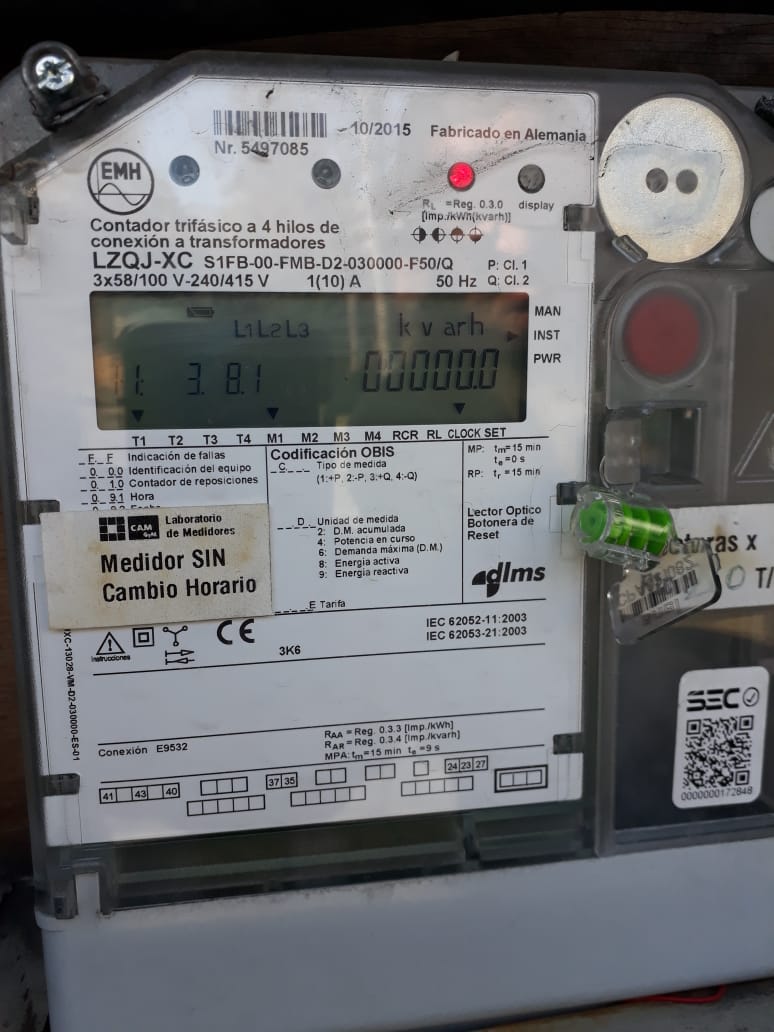 10/2015
Fabricado en Alemania
Nr. 5497085
EMH
RL =Reg. 0.3.0
[Imp./kWh(kvarh)]
display
Contador trifásico a 4 hilos de
conexión a transformadores
LZQJ-XC S1FB-00-FMB-D2-030000-F50/Q
P: Cl. 1
3x58/100 V-240/415 V 1(10) A 50 Hz
Q: Cl. 2
L1L2L3 kvarh
3.8.1 000000.0
MAN
INST
PWR
T1 T2 T3 T4 M1 M2 M3 M4 RCR RL CLOCK SET
F. F Indicación de fallas
0. 0.0 Identificación del equipo
0. 1.0 Contador de reposiciones
0. 9.1 Hora
Codificación OBIS
C Tipo de medida
(1:+P, 2:-P, 3:+Q, 4:-Q)
D Unidad de medida
2: D.M. acumulada
4: Potencia en curso
6: Demanda máxima (D.M.)
8: Energía activa
9: Energía reactiva
E Tarifa
MP: tm=15 min
te=0 s
RP: tr=15 min
Lector Optico
Botonera de
Reset
dlms
CAM
Laboratorio
de Medidores
Medidor SIN
Cambio Horario
T/
Instrucciones
CE
3K6
IEC 62052-11:2003
IEC 62053-21:2003
Conexión E9532
RAA = Reg. 0.3.3 [Imp./kWh]
RAR = Reg. 0.3.4 [Imp./kvarh]
MPA: tm=15 min te=9 s
41 43 40 37 35 24 23 27
SEC
0000000172848